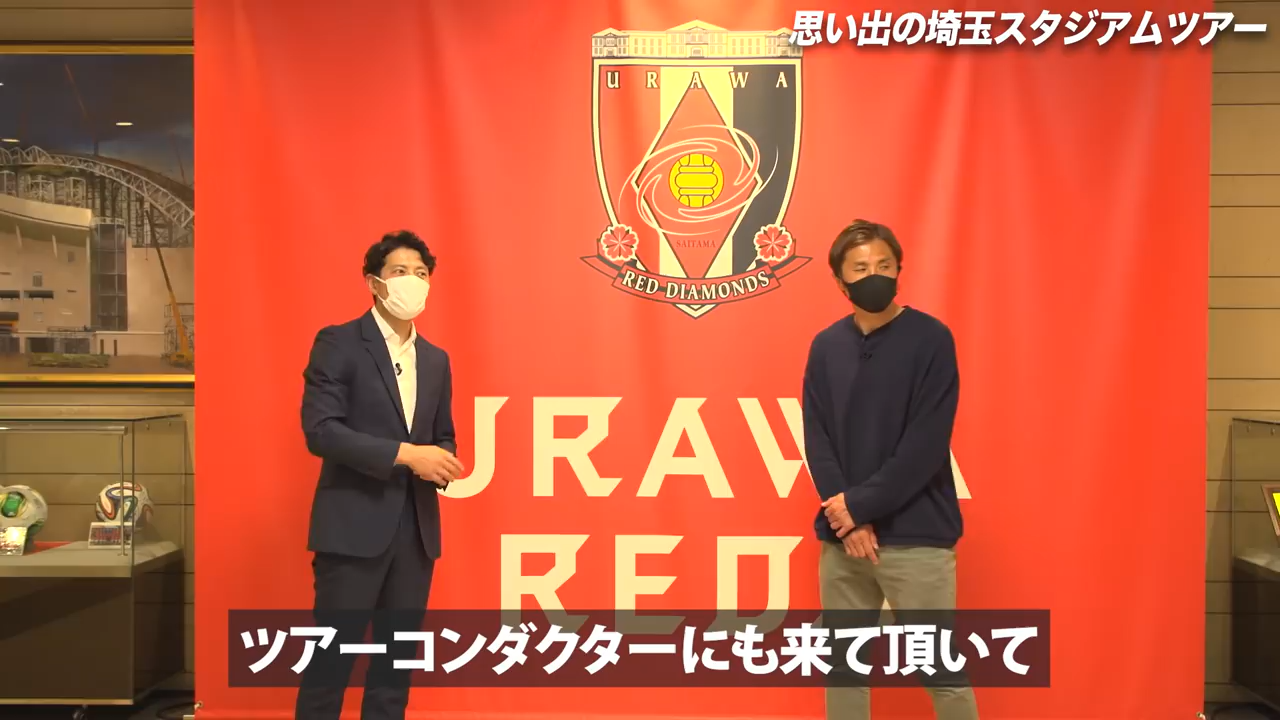 思い出の埼玉スタジアムツアー
URAWA
SAITAMA
RED DIAMONDS
URAWA
RED
ツアーコンダクターにも来て頂いて